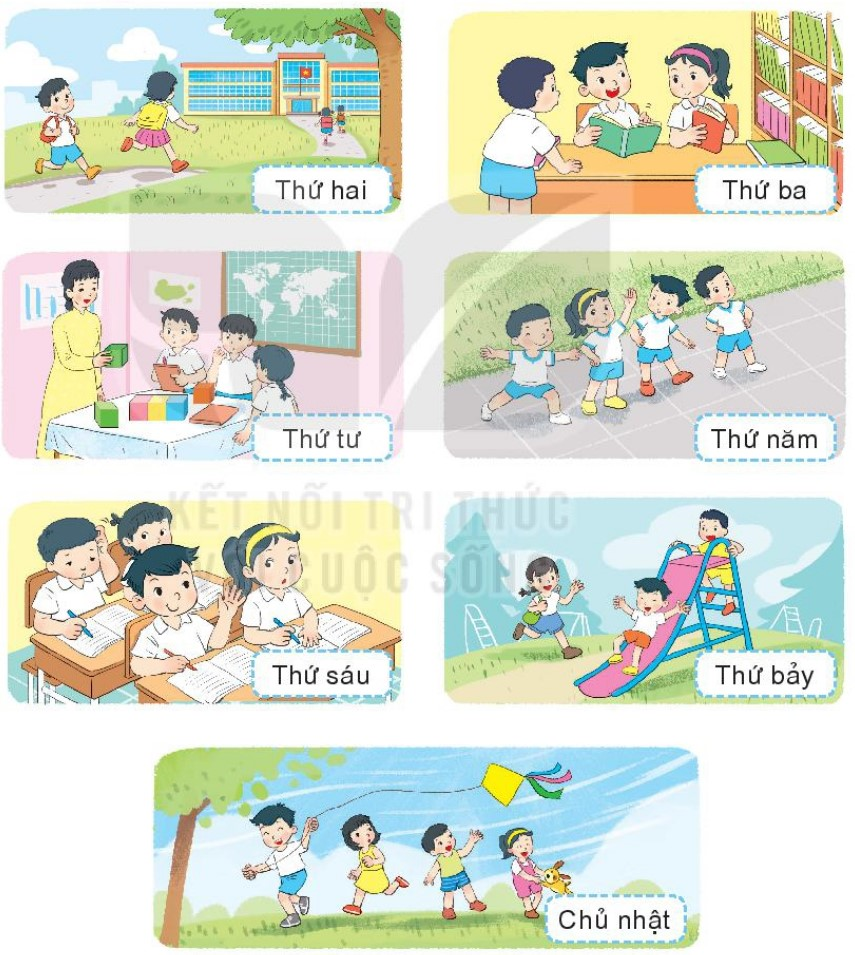 Thứ hai
Thứ ba
Thứ tư
Thứ năm
KẾT NỐI TRI THỨC
VỚI CUỘC SỐNG
Thứ sáu
Thứ bảy
Chủ nhật